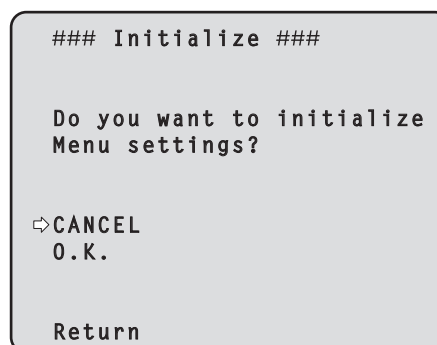 ### Initialize ###
Do you want to initialize
Menu settings?
⇨CANCEL
O.K.
Return